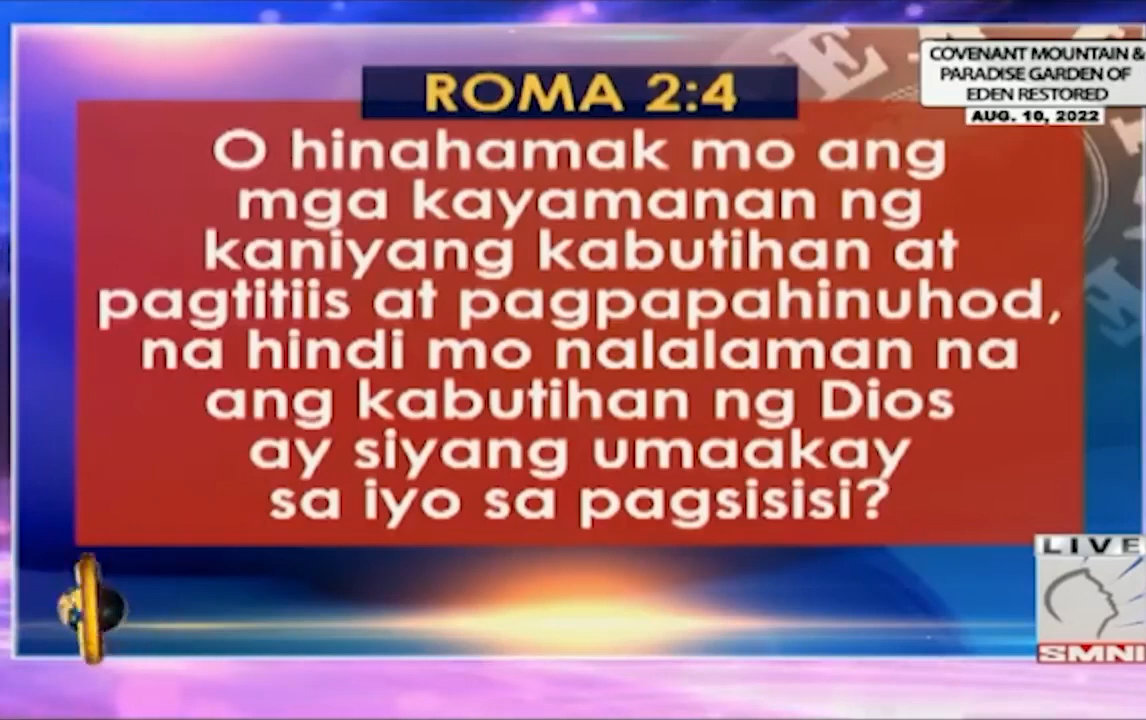 ROMA 2:4
O hinahamak mo ang
mga kayamanan ng
kaniyang kabutihan at
pagtitiis at pagpapahinuhod,
na hindi mo nalalaman na
ang kabutihan ng Dios
ay siyang umaakay
sa iyo sa pagsisisi?
COVENANT MOUNTAIN &
PARADISE GARDEN OF
EDEN RESTORED
AUG. 10, 2022
LIVE
SMNI